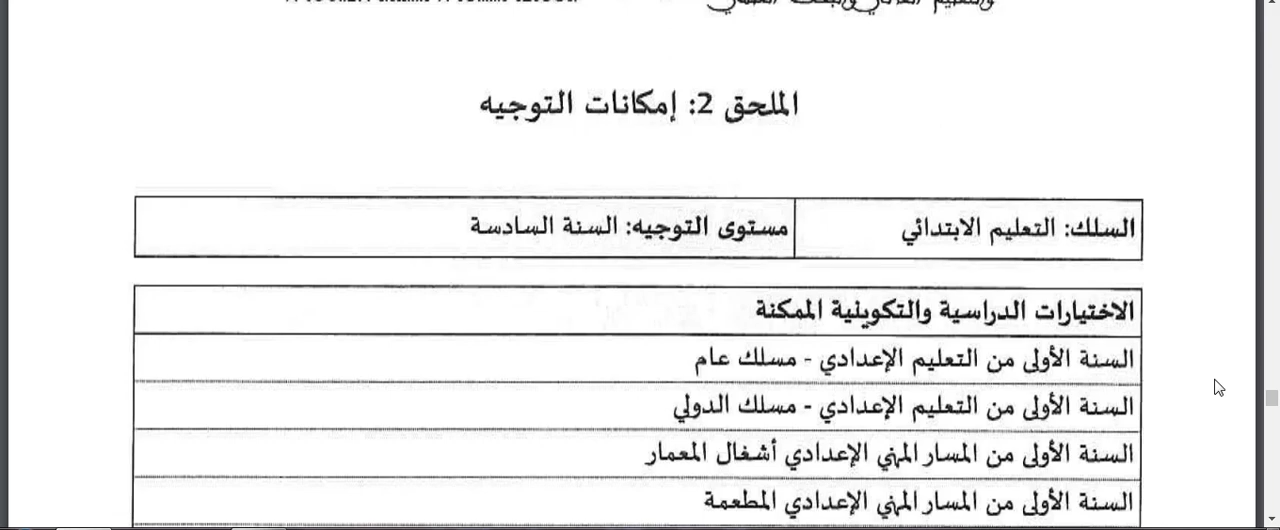 الملحق 2: إمكانات التوجيه
السلك: التعليم الابتدائي
مستوى التوجيه: السنة السادسة
الاختيارات الدراسية والتكوينية الممكنة
السنة الأولى من التعليم الإعدادي - مسلك عام
السنة الأولى من التعليم الإعدادي - مسلك الدولي
السنة الأولى من المسار المهني الإعدادي أشغال المعمار
السنة الأولى من المسار المهني الإعدادي المطعمة